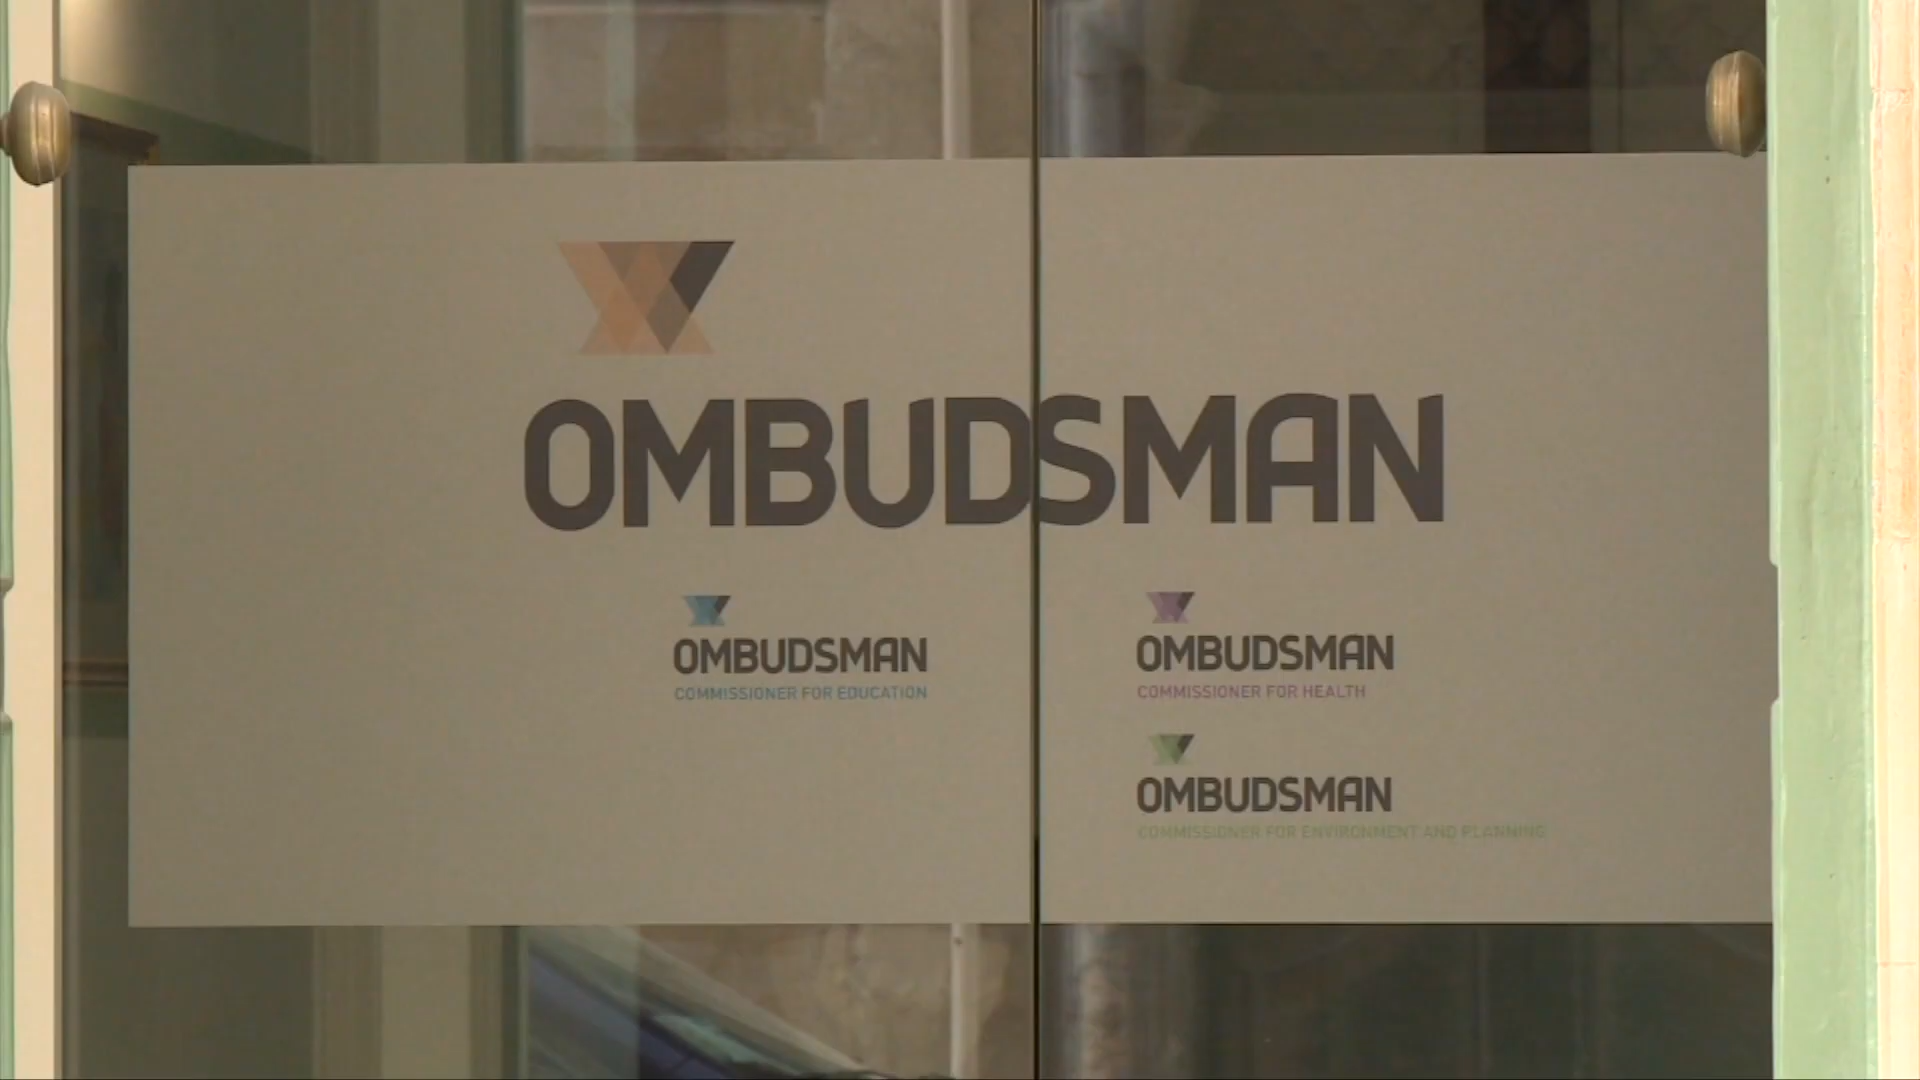 OMBUDSMAN
OMBUDSMAN
COMMISSIONER FOR EDUCATION
OMBUDSMAN
COMMISSIONER FOR HEALTH
OMBUDSMAN
COMMISSIONER FOR ENVIRONMENT AND PLANNING